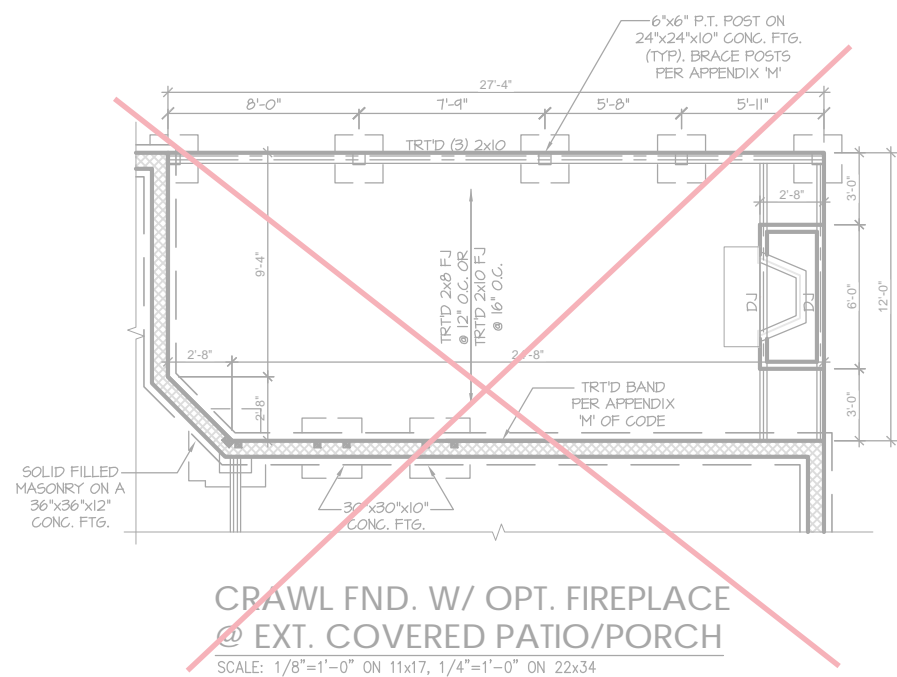 6"x6" P.T. POST ON
24"x24"x10" CONC. FTG.
(TYP). BRACE POSTS
PER APPENDIX 'M'
27'-4"
8'-0"
7'-9"
5'-8"
5'-11"
TRT'D (3) 2x10
2'-8"
3'-0"
9'-4"
TRT'D 2x8 FJ
@ 12" O.C. OR
TRT'D 2x10 FJ
@ 16" O.C.
DJ
DJ
6'-0"
12'-0"
2'-8"
2'-8"
TRT'D BAND
PER APPENDIX
'M' OF CODE
3'-0"
SOLID FILLED
MASONRY ON A
36"x36"x12"
CONC. FTG.
30"x30"x10"
CONC. FTG.
CRAWL FND. W/ OPT. FIREPLACE
@ EXT. COVERED PATIO/PORCH
SCALE: 1/8"=1'-0" ON 11x17, 1/4"=1'-0" ON 22x34